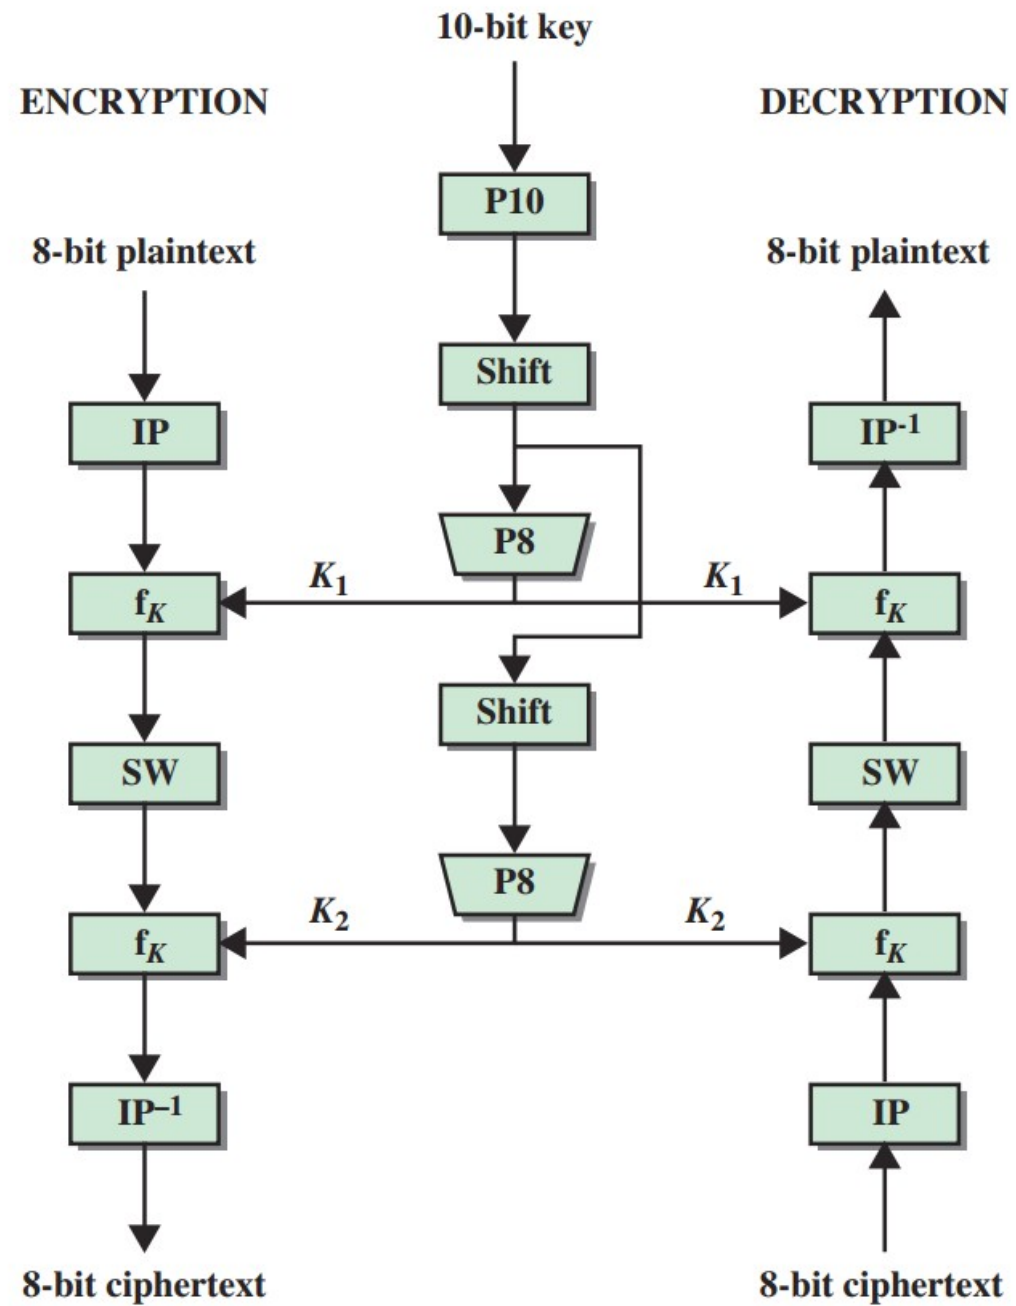 10-bit key
ENCRYPTION
DECRYPTION
P10
8-bit plaintext
8-bit plaintext
Shift
IP
IP-1
P8
K1
K1
fK
fK
Shift
SW
SW
P8
K2
K2
fK
fK
IP–1
IP
8-bit ciphertext
8-bit ciphertext